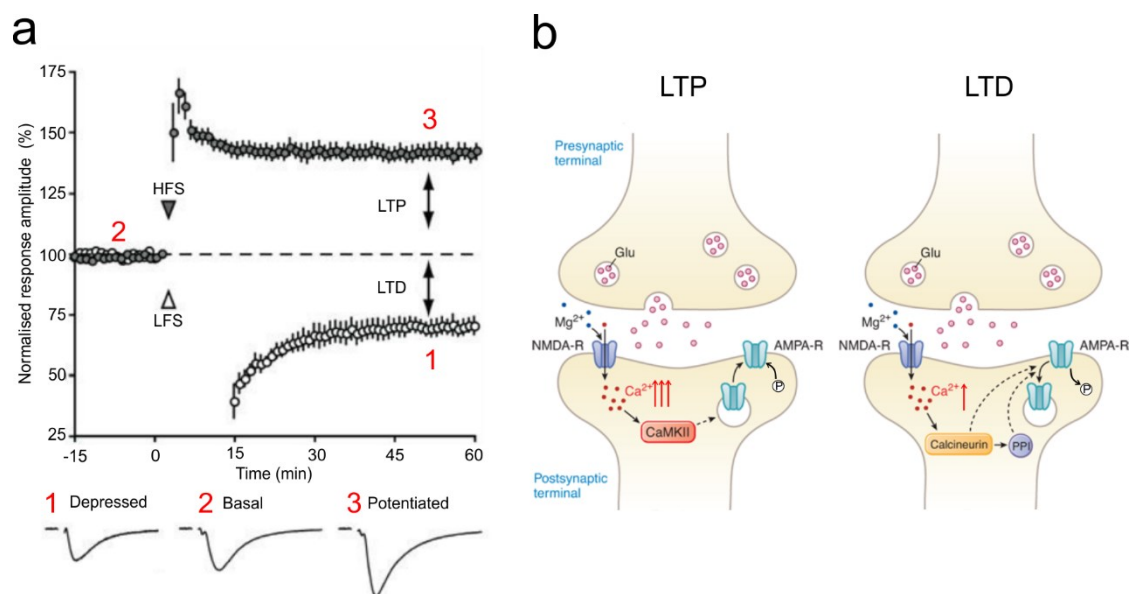 a
175
150
125
100
75
50
25
Normalised response amplitude (%)
-15
0
15
30
45
60
Time (min)
2
HFS
LFS
3
LTP
LTD
1
1 Depressed
2 Basal
3 Potentiated
b
LTP
Presynaptic
terminal
Glu
Mg2+
NMDA-R
AMPA-R
P
Ca2+
CaMKII
Postsynaptic
terminal
LTD
Glu
Mg2+
NMDA-R
AMPA-R
P
Ca2+
Calcineurin
PPI